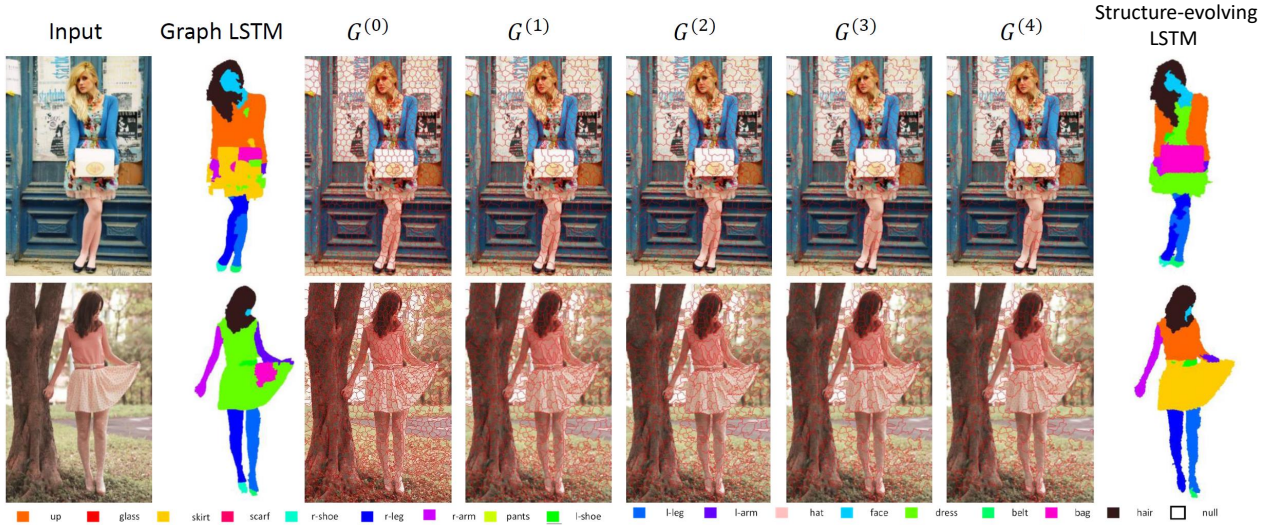 Input Graph LSTM G^(0) G^(1) G^(2) G^(3) G^(4) Structure-evolving
LSTM
up glass skirt scarf r-shoe r-leg r-arm pants l-shoe l-leg l-arm hat face dress belt bag hair null